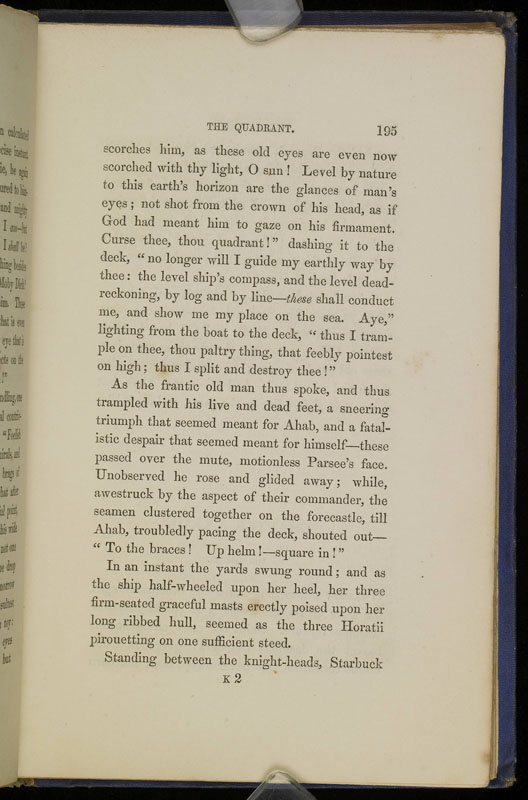 THE QUADRANT. 195
scorches him, as these old eyes are even now
scorched with thy light, O sun! Level by nature
to this earth's horizon are the glances of man's
eyes; not shot from the crown of his head, as if
God had meant him to gaze on his firmament.
Curse thee, thou quadrant!" dashing it to the
deck, "no longer will I guide my earthly way by
thee: the level ship's compass, and the level dead-
reckoning, by log and by line—these shall conduct
me, and show me my place on the sea. Aye,"
lighting from the boat to the deck, "thus I tram-
ple on thee, thou paltry thing, that feebly pointest
on high; thus I split and destroy thee!"
As the frantic old man thus spoke, and thus
trampled with his live and dead feet, a sneering
triumph that seemed meant for Ahab, and a fatal-
istic despair that seemed meant for himself—these
passed over the mute, motionless Parsee's face.
Unobserved he rose and glided away; while,
awestruck by the aspect of their commander, the
seamen clustered together on the forecastle, till
Ahab, troubledly pacing the deck, shouted out—
"To the braces! Up helm!—square in!"
In an instant the yards swung round; and as
the ship half-wheeled upon her heel, her three
firm-seated graceful masts erectly poised upon her
long ribbed hull, seemed as the three Horatii
pirouetting on one sufficient steed.
Standing between the knight-heads, Starbuck
K 2